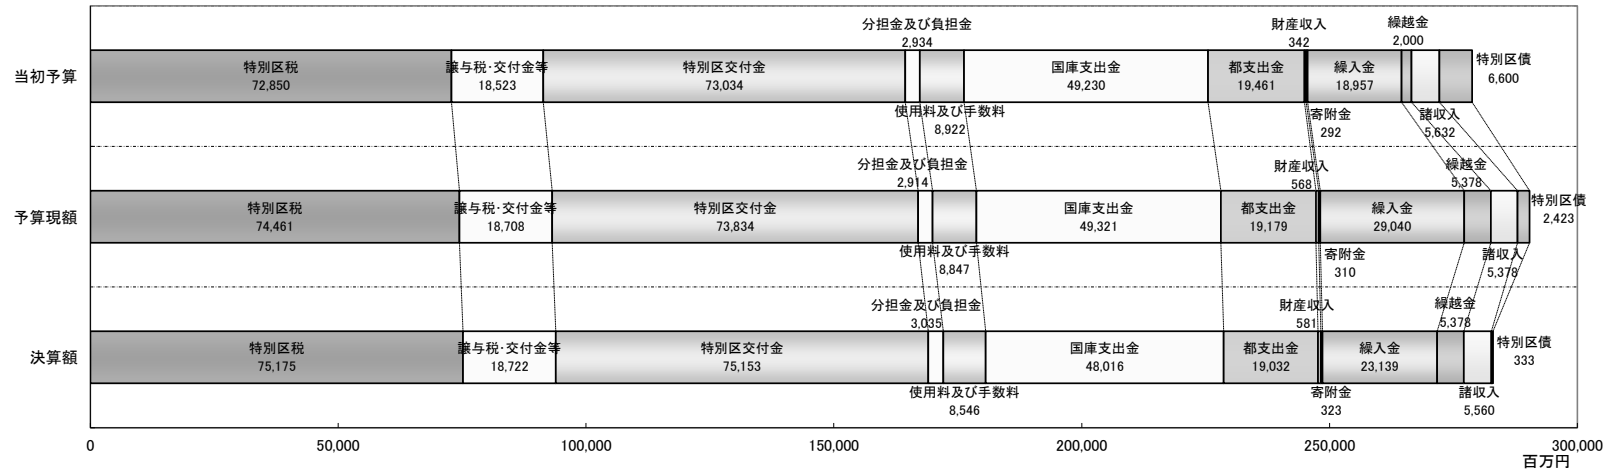 分担金及び負担金
2,934
財産収入
342
繰越金
2,000
当初予算
特別区税
72,850
譲与税・交付金等
18,523
特別区交付金
73,034
国庫支出金
49,230
都支出金
19,461
繰入金
18,957
特別区債
6,600
使用料及び手数料
8,922
寄附金
292
諸収入
5,632
分担金及び負担金
2,914
財産収入
568
繰越金
5,378
予算現額
特別区税
74,461
譲与税・交付金等
18,708
特別区交付金
73,834
国庫支出金
49,321
都支出金
19,179
繰入金
29,040
特別区債
2,423
使用料及び手数料
8,847
寄附金
310
諸収入
5,378
分担金及び負担金
3,035
財産収入
581
繰越金
5,378
決算額
特別区税
75,175
譲与税・交付金等
18,722
特別区交付金
75,153
国庫支出金
48,016
都支出金
19,032
繰入金
23,139
特別区債
333
使用料及び手数料
8,546
寄附金
323
諸収入
5,560
0 50,000 100,000 150,000 200,000 250,000 300,000
百万円